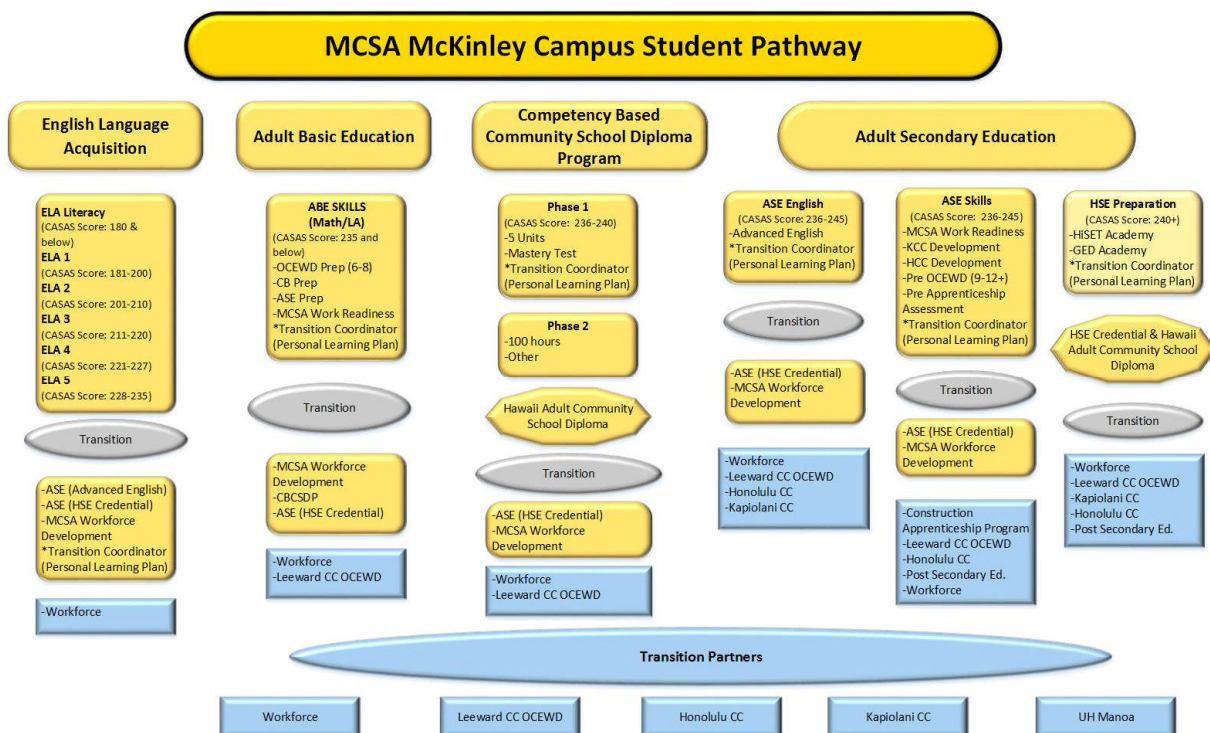 MCSA McKinley Campus Student Pathway
English Language
Acquisition
Adult Basic Education
Competency Based
Community School Diploma
Program
Adult Secondary Education
ELA Literacy
(CASAS Score: 180 &
below)
ELA 1
(CASAS Score: 181-200)
ELA 2
(CASAS Score: 201-210)
ELA 3
(CASAS Score: 211-220)
ELA 4
(CASAS Score: 221-227)
ELA 5
(CASAS Score: 228-235)
Transition
-ASE (Advanced English)
-ASE (HSE Credential)
-MCSA Workforce
Development
*Transition Coordinator
(Personal Learning Plan)
-Workforce
ABE SKILLS
(Math/LA)
(CASAS Score: 235 and
below)
-OCEWD Prep (6-8)
-CB Prep
-ASE Prep
-MCSA Work Readiness
*Transition Coordinator
(Personal Learning Plan)
Transition
-MCSA Workforce
Development
-CBCSDP
-ASE (HSE Credential)
-Workforce
-Leeward CC OCEWD
Phase 1
(CASAS Score: 236-240)
-5 Units
-Mastery Test
*Transition Coordinator
(Personal Learning Plan)
Phase 2
-100 hours
-Other
Hawaii Adult Community
School Diploma
Transition
-ASE (HSE Credential)
-MCSA Workforce
Development
-Workforce
-Leeward CC OCEWD
ASE English
(CASAS Score: 236-245)
-Advanced English
*Transition Coordinator
(Personal Learning Plan)
Transition
-ASE (HSE Credential)
-MCSA Workforce
Development
-Workforce
-Leeward CC OCEWD
-Honolulu CC
-Kapiolani CC
ASE Skills
(CASAS Score: 236-245)
-MCSA Work Readiness
-KCC Development
-HCC Development
-Pre OCEWD (9-12+)
-Pre Apprenticeship
Assessment
*Transition Coordinator
(Personal Learning Plan)
Transition
-ASE (HSE Credential)
-MCSA Workforce
Development
-Construction
Apprenticeship Program
-Leeward CC OCEWD
-Honolulu CC
-Post Secondary Ed.
-Workforce
HSE Preparation
(CASAS Score: 240+)
-HiSET Academy
-GED Academy
*Transition Coordinator
(Personal Learning Plan)
HSE Credential & Hawaii
Adult Community School
Diploma
Transition
-Workforce
-Leeward CC OCEWD
-Kapiolani CC
-Honolulu CC
-Post Secondary Ed.
Transition Partners
Workforce
Leeward CC OCEWD
Honolulu CC
Kapiolani CC
UH Manoa